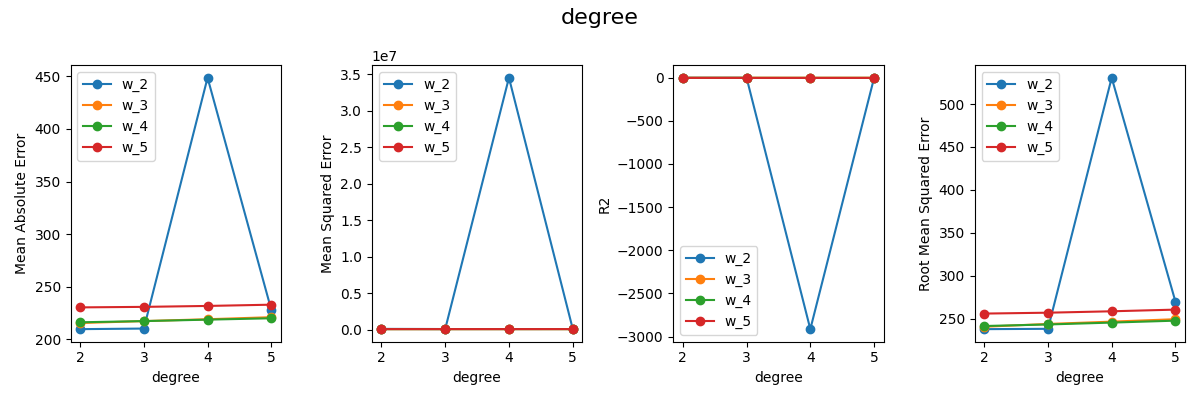 degree
Mean Absolute Error
450
400
350
300
250
200
2 3 4 5
degree
w_2
w_3
w_4
w_5
1e7
Mean Squared Error
3.5
3.0
2.5
2.0
1.5
1.0
0.5
0.0
2 3 4 5
degree
w_2
w_3
w_4
w_5
R2
0
−500
−1000
−1500
−2000
−2500
−3000
2 3 4 5
degree
w_2
w_3
w_4
w_5
Root Mean Squared Error
500
450
400
350
300
250
2 3 4 5
degree
w_2
w_3
w_4
w_5